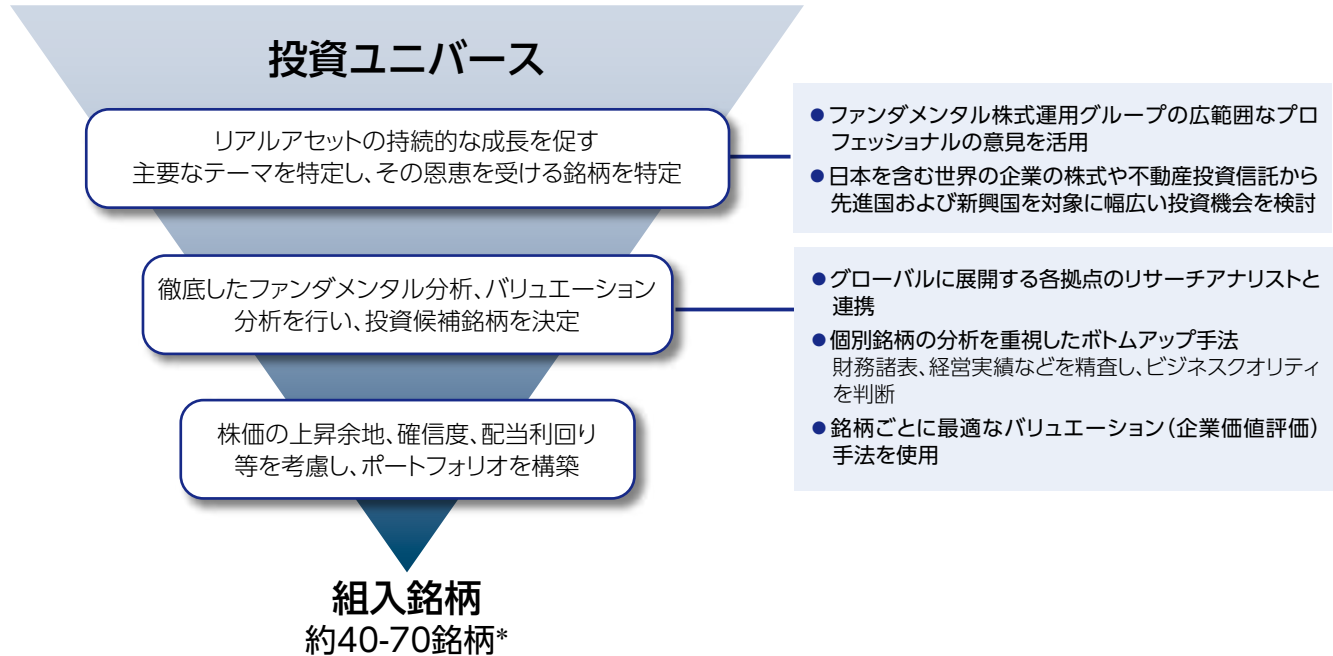 投資ユニバース
リアルアセットの持続的な成長を促す
主要なテーマを特定し、その恩恵を受ける銘柄を特定
●ファンダメンタル株式運用グループの広範囲なプロ
フェッショナルの意見を活用
●日本を含む世界の企業の株式や不動産投資信託から
先進国および新興国を対象に幅広い投資機会を検討
徹底したファンダメンタル分析、バリュエーション
分析を行い、投資候補銘柄を決定
●グローバルに展開する各拠点のリサーチアナリストと
連携
●個別銘柄の分析を重視したボトムアップ手法
財務諸表、経営実績などを精査し、ビジネスクオリティ
を判断
●銘柄ごとに最適なバリュエーション（企業価値評価）
手法を使用
株価の上昇余地、確信度、配当利回り
等を考慮し、ポートフォリオを構築
組入銘柄
約40-70銘柄*